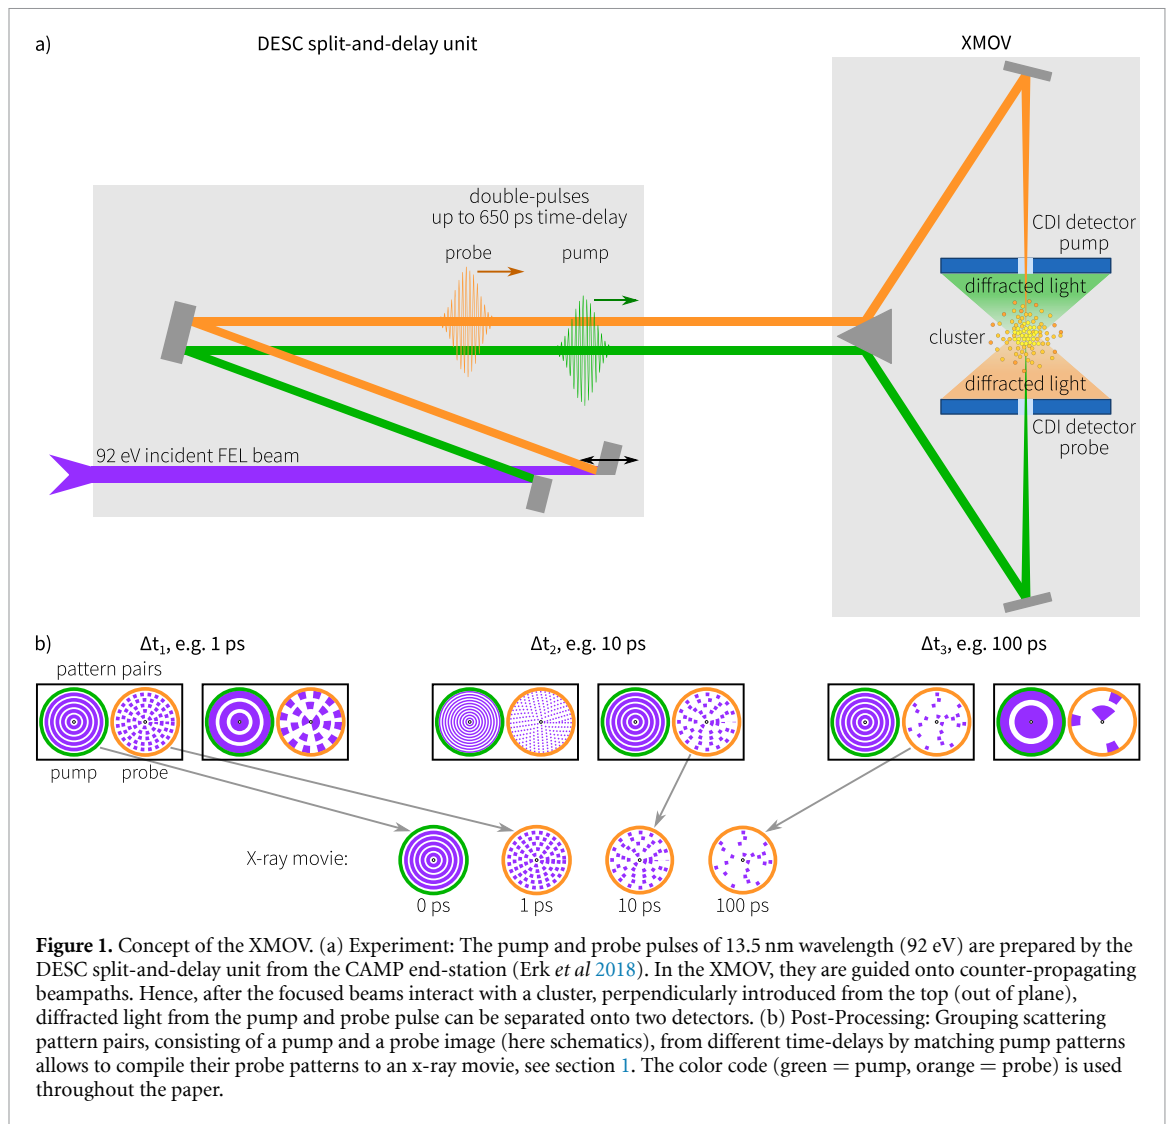 a)
DESC split-and-delay unit
XMOV
double-pulses
up to 650 ps time-delay
probe
pump
CDI detector
pump
diffracted light
cluster
diffracted light
CDI detector
probe
92 eV incident FEL beam
b)
Δt1, e.g. 1 ps
Δt2, e.g. 10 ps
Δt3, e.g. 100 ps
pattern pairs
pump
probe
X-ray movie:
0 ps
1 ps
10 ps
100 ps
Figure 1. Concept of the XMOV. (a) Experiment: The pump and probe pulses of 13.5 nm wavelength (92 eV) are prepared by the
DESC split-and-delay unit from the CAMP end-station (Erk et al 2018). In the XMOV, they are guided onto counter-propagating
beampaths. Hence, after the focused beams interact with a cluster, perpendicularly introduced from the top (out of plane),
diffracted light from the pump and probe pulse can be separated onto two detectors. (b) Post-Processing: Grouping scattering
pattern pairs, consisting of a pump and a probe image (here schematics), from different time-delays by matching pump patterns
allows to compile their probe patterns to an x-ray movie, see section 1. The color code (green = pump, orange = probe) is used
throughout the paper.